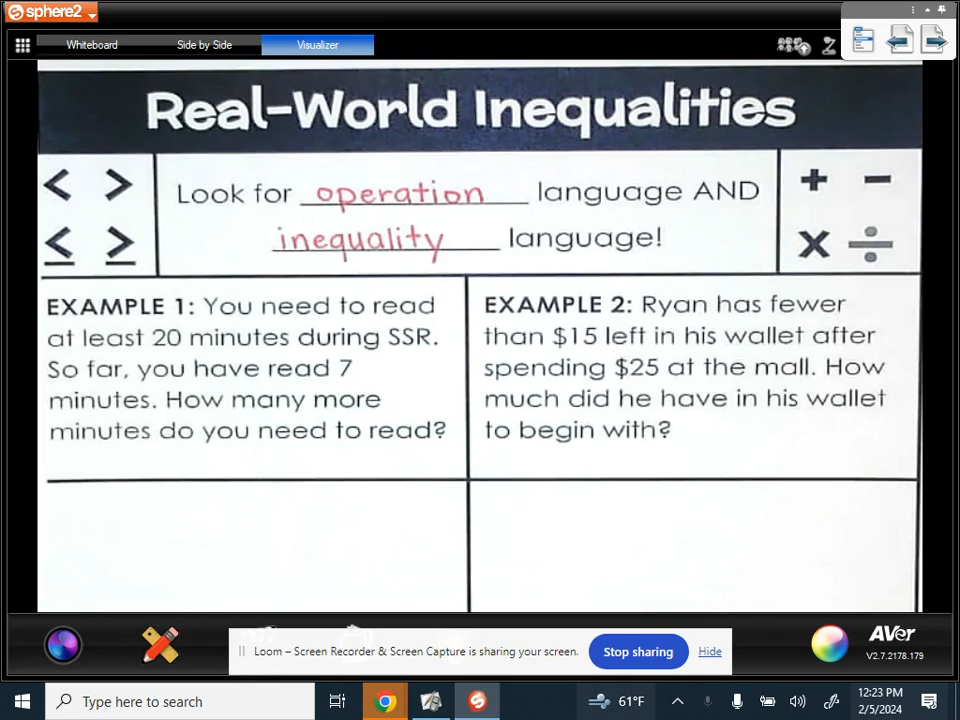 sphere2
Whiteboard
Side by Side
Visualizer
Real-World Inequalities
< >
≤ ≥
Look for operation language AND
inequality language!
+ −
× ÷
EXAMPLE 1: You need to read
at least 20 minutes during SSR.
So far, you have read 7
minutes. How many more
minutes do you need to read?
EXAMPLE 2: Ryan has fewer
than $15 left in his wallet after
spending $25 at the mall. How
much did he have in his wallet
to begin with?
Loom – Screen Recorder & Screen Capture is sharing your screen.
Stop sharing
Hide
AVer
V2.7.2178.179
Type here to search
61°F
12:23 PM
2/5/2024